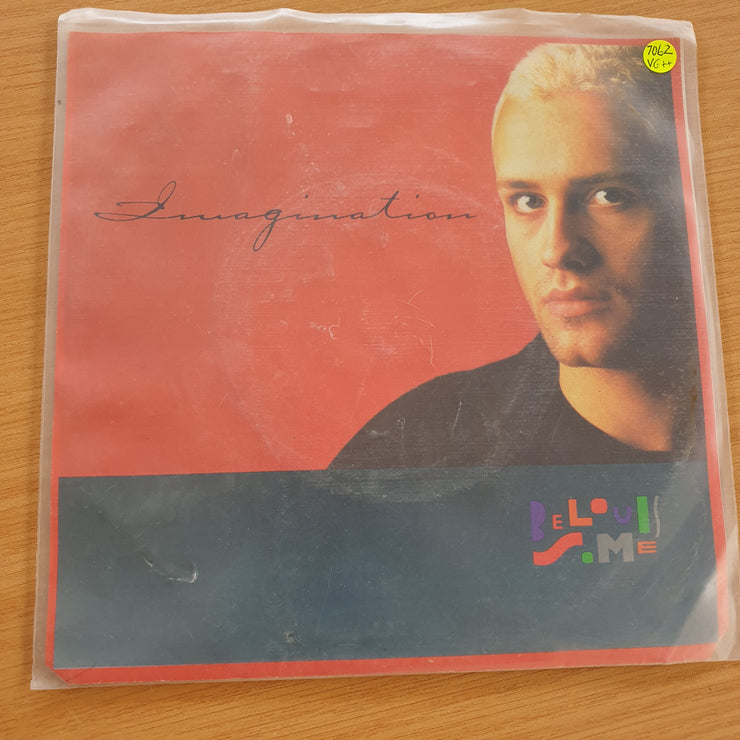 7062
VG++
Imagination
BELOUIS
SOME